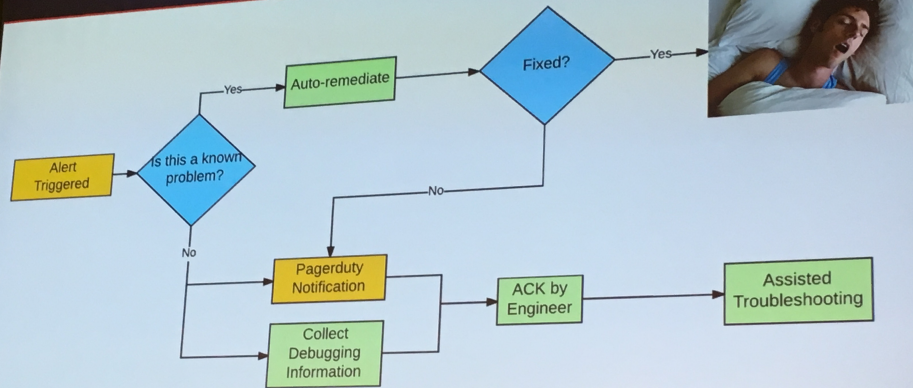 Alert
Triggered
Is this a known
problem?
Yes
Auto-remediate
Fixed?
Yes
No
No
Pagerduty
Notification
Collect
Debugging
Information
ACK by
Engineer
Assisted
Troubleshooting